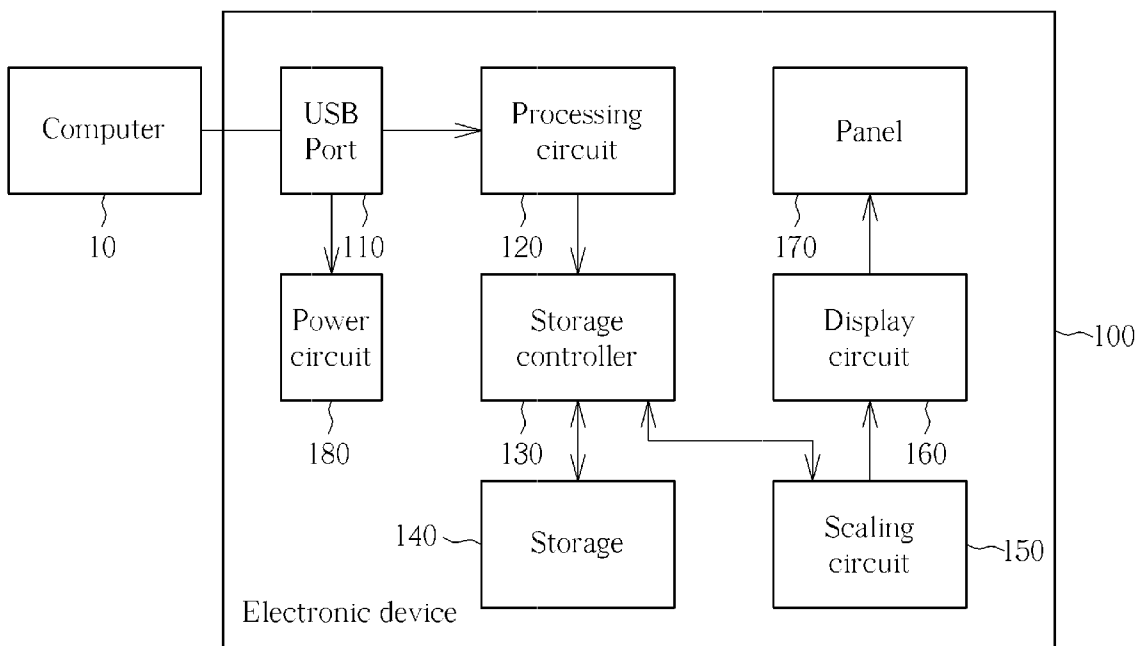 Computer
USB
Port
Processing
circuit
Panel
10
110
120
170
Power
circuit
Storage
controller
Display
circuit
100
180
130
160
140
Storage
Scaling
circuit
150
Electronic device